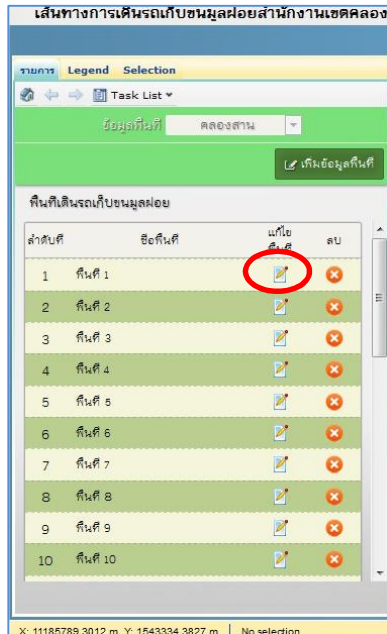 เส้นทางการเดินรถเก็บขนมูลฝอยสำนักงานเขตคลอง
รายการ Legend Selection
Task List
ข้อมูลพื้นที่ คลองสาน
เพิ่มข้อมูลพื้นที่
พื้นที่เดินรถเก็บขนมูลฝอย
ลำดับที่ ชื่อพื้นที่ แก้ไขพื้นที่ ลบ
1 พื้นที่ 1
2 พื้นที่ 2
3 พื้นที่ 3
4 พื้นที่ 4
5 พื้นที่ 5
6 พื้นที่ 6
7 พื้นที่ 7
8 พื้นที่ 8
9 พื้นที่ 9
10 พื้นที่ 10
X: 11185789.3012 m, Y: 1543334.3827 m No selection